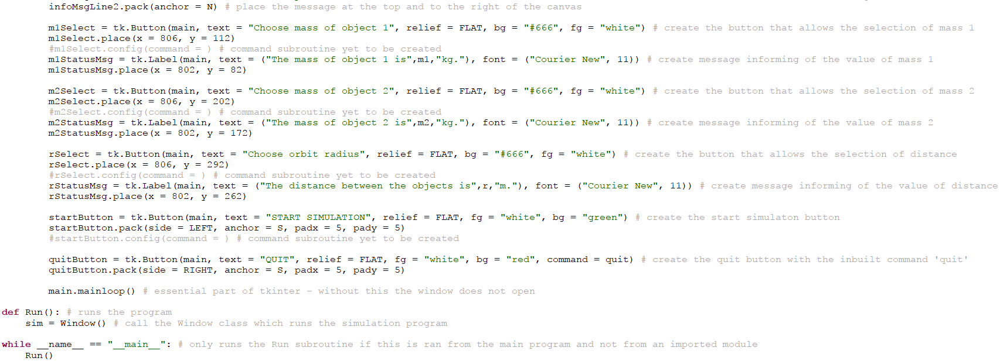 infoMsgLine2.pack(anchor = N) # place the message at the top and to the right of the canvas
m1Select = tk.Button(main, text = "Choose mass of object 1", relief = FLAT, bg = "#666", fg = "white") # create the button that allows the selection of mass 1
m1Select.place(x = 806, y = 112)
#m1Select.config(command = ) # command subroutine yet to be created
m1StatusMsg = tk.Label(main, text = ("The mass of object 1 is",m1,"kg."), font = ("Courier New", 11)) # create message informing of the value of mass 1
m1StatusMsg.place(x = 802, y = 82)
m2Select = tk.Button(main, text = "Choose mass of object 2", relief = FLAT, bg = "#666", fg = "white") # create the button that allows the selection of mass 2
m2Select.place(x = 806, y = 202)
#m2Select.config(command = ) # command subroutine yet to be created
m2StatusMsg = tk.Label(main, text = ("The mass of object 2 is",m2,"kg."), font = ("Courier New", 11)) # create message informing of the value of mass 2
m2StatusMsg.place(x = 802, y = 172)
rSelect = tk.Button(main, text = "Choose orbit radius", relief = FLAT, bg = "#666", fg = "white") # create the button that allows the selection of distance
rSelect.place(x = 806, y = 292)
#rSelect.config(command = ) # command subroutine yet to be created
rStatusMsg = tk.Label(main, text = ("The distance between the objects is",r,"m."), font = ("Courier New", 11)) # create message informing of the value of distance
rStatusMsg.place(x = 802, y = 262)
startButton = tk.Button(main, text = "START SIMULATION", relief = FLAT, fg = "white", bg = "green") # create the start simulaton button
startButton.pack(side = LEFT, anchor = S, padx = 5, pady = 5)
#startButton.config(command = ) # command subroutine yet to be created
quitButton = tk.Button(main, text = "QUIT", relief = FLAT, fg = "white", bg = "red", command = quit) # create the quit button with the inbuilt command 'quit'
quitButton.pack(side = RIGHT, anchor = S, padx = 5, pady = 5)
main.mainloop() # essential part of tkinter - without this the window does not open
def Run(): # runs the program
sim = Window() # call the Window class which runs the simulation program
while __name__ == "__main__": # only runs the Run subroutine if this is ran from the main program and not from an imported module
Run()